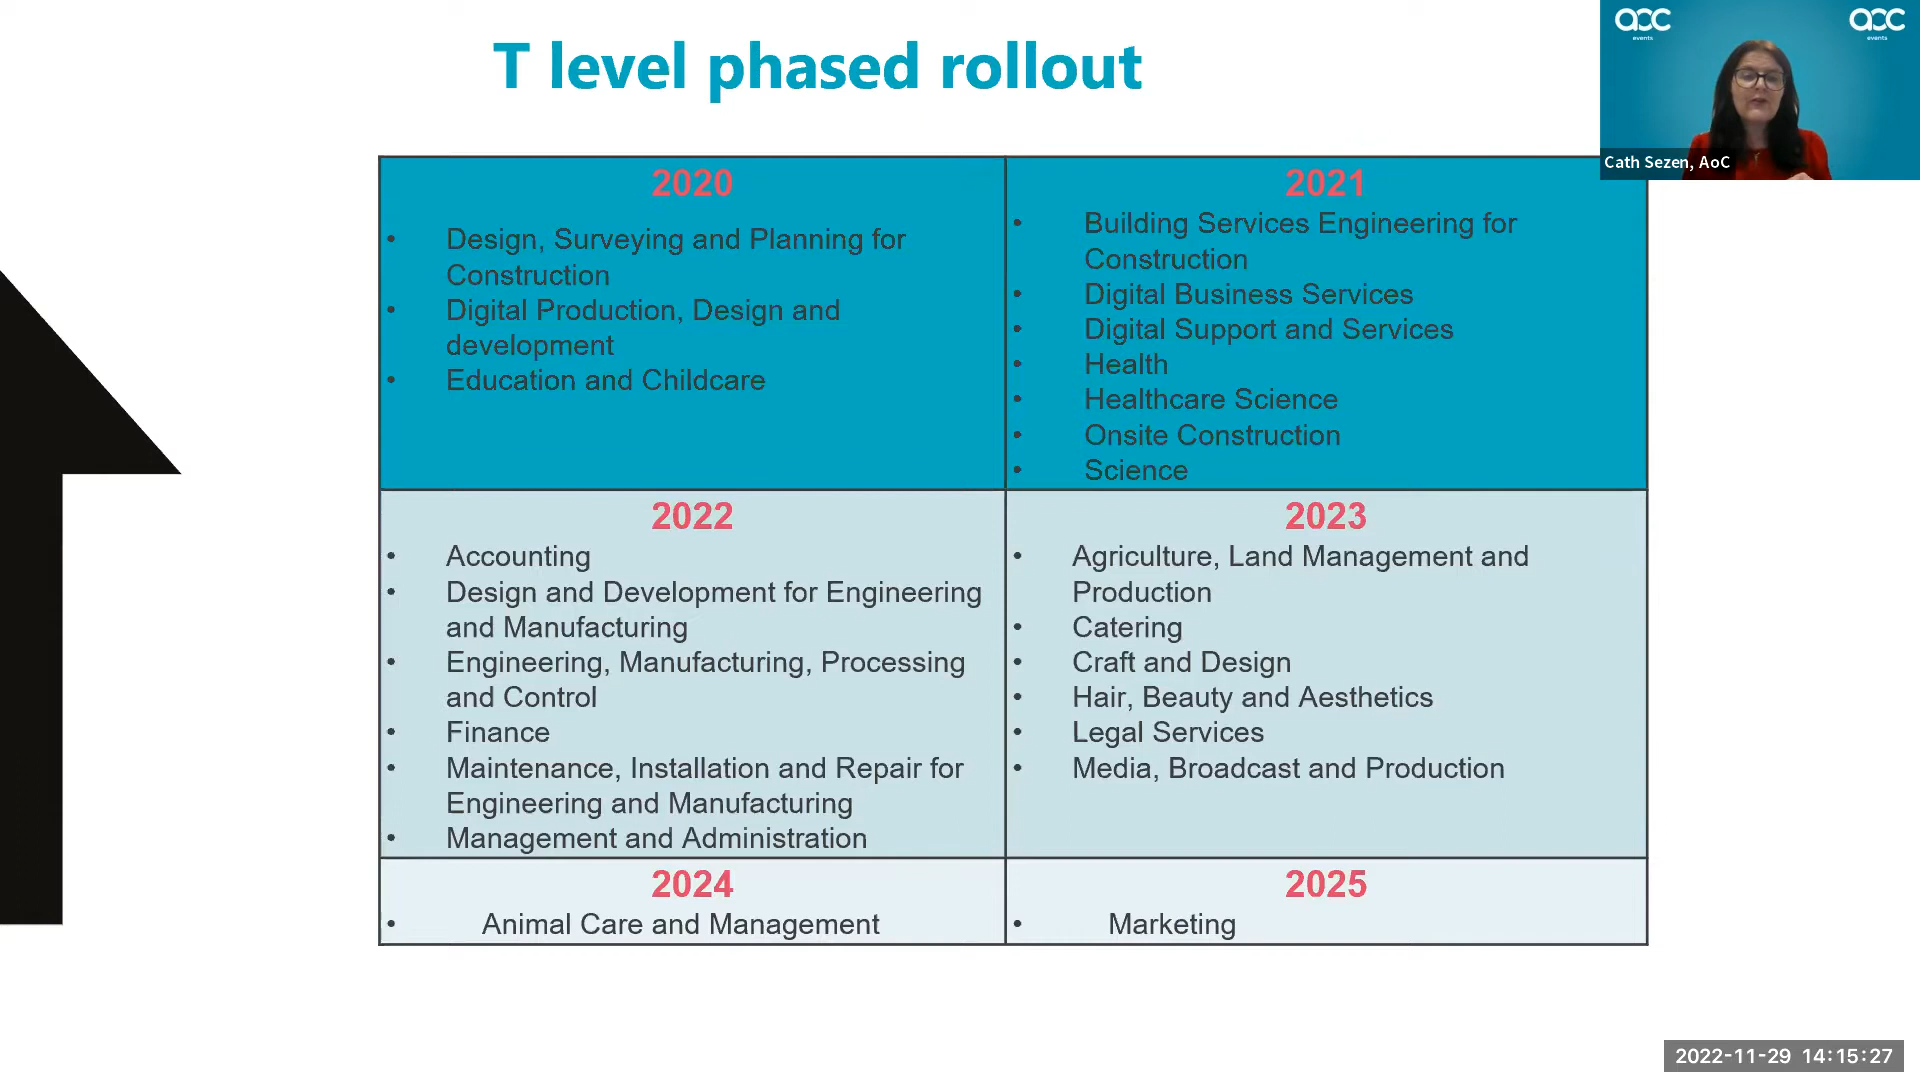 T level phased rollout
aoc
events
aoc
events
Cath Sezen, AoC
2020
• Design, Surveying and Planning for
Construction
• Digital Production, Design and
development
• Education and Childcare
2021
• Building Services Engineering for
Construction
• Digital Business Services
• Digital Support and Services
• Health
• Healthcare Science
• Onsite Construction
• Science
2022
• Accounting
• Design and Development for Engineering
and Manufacturing
• Engineering, Manufacturing, Processing
and Control
• Finance
• Maintenance, Installation and Repair for
Engineering and Manufacturing
• Management and Administration
2023
• Agriculture, Land Management and
Production
• Catering
• Craft and Design
• Hair, Beauty and Aesthetics
• Legal Services
• Media, Broadcast and Production
2024
• Animal Care and Management
2025
• Marketing
2022-11-29 14:15:27